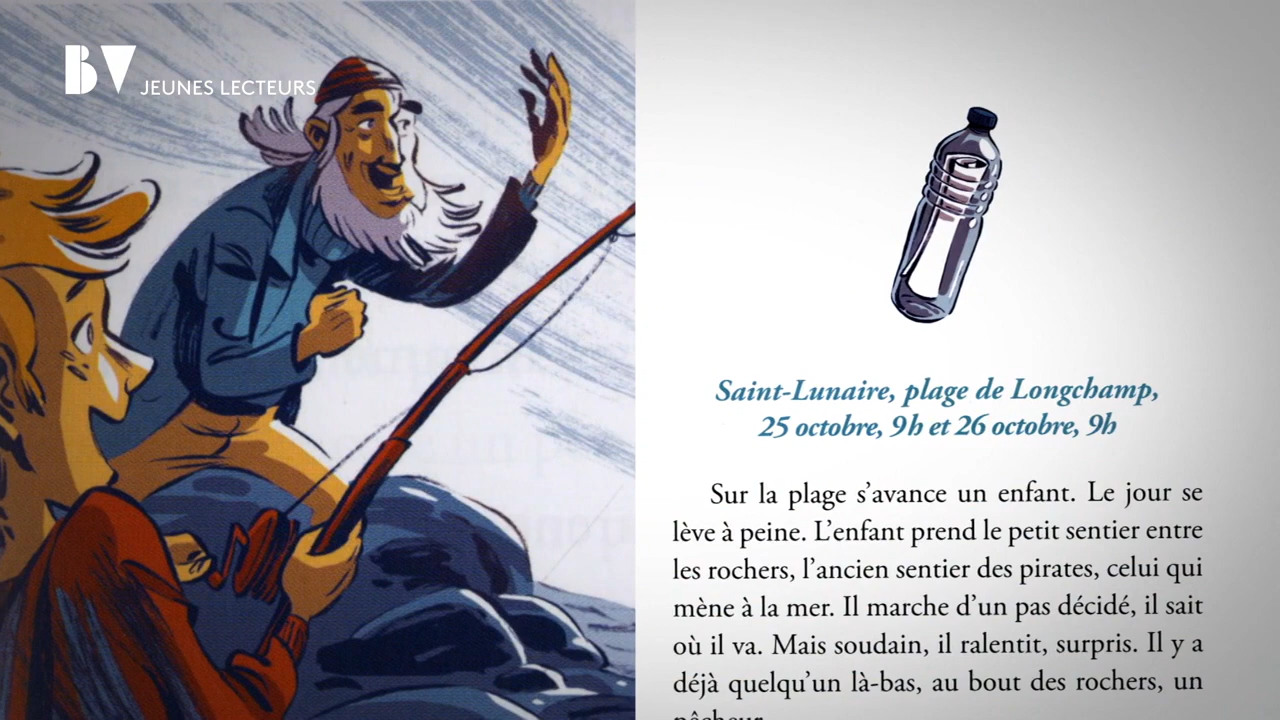 BV JEUNES LECTEURS
Saint-Lunaire, plage de Longchamp,
25 octobre, 9h et 26 octobre, 9h
Sur la plage s’avance un enfant. Le jour se
lève à peine. L’enfant prend le petit sentier entre
les rochers, l’ancien sentier des pirates, celui qui
mène à la mer. Il marche d’un pas décidé, il sait
où il va. Mais soudain, il ralentit, surpris. Il y a
déjà quelqu’un là-bas, au bout des rochers, un
pêcheur